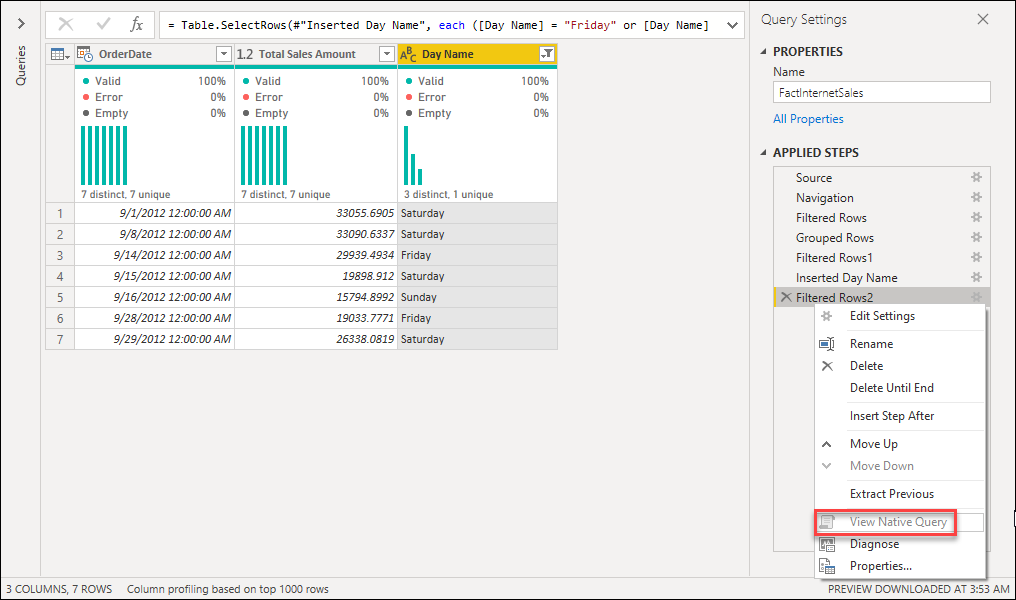 Queries
fx
= Table.SelectRows(#"Inserted Day Name", each ([Day Name] = "Friday" or [Day Name]
OrderDate
1.2 Total Sales Amount
ABC Day Name
Valid 100%
Error 0%
Empty 0%
7 distinct, 7 unique
Valid 100%
Error 0%
Empty 0%
7 distinct, 7 unique
Valid 100%
Error 0%
Empty 0%
3 distinct, 1 unique
1 9/1/2012 12:00:00 AM 33055.6905 Saturday
2 9/8/2012 12:00:00 AM 33090.6337 Saturday
3 9/14/2012 12:00:00 AM 29939.4934 Friday
4 9/15/2012 12:00:00 AM 19898.912 Saturday
5 9/16/2012 12:00:00 AM 15794.8992 Sunday
6 9/28/2012 12:00:00 AM 19033.7771 Friday
7 9/29/2012 12:00:00 AM 26338.0819 Saturday
Query Settings
PROPERTIES
Name
FactInternetSales
All Properties
APPLIED STEPS
Source
Navigation
Filtered Rows
Grouped Rows
Filtered Rows1
Inserted Day Name
Filtered Rows2
Edit Settings
Rename
Delete
Delete Until End
Insert Step After
Move Up
Move Down
Extract Previous
View Native Query
Diagnose
Properties...
3 COLUMNS, 7 ROWS Column profiling based on top 1000 rows
PREVIEW DOWNLOADED AT 3:53 AM